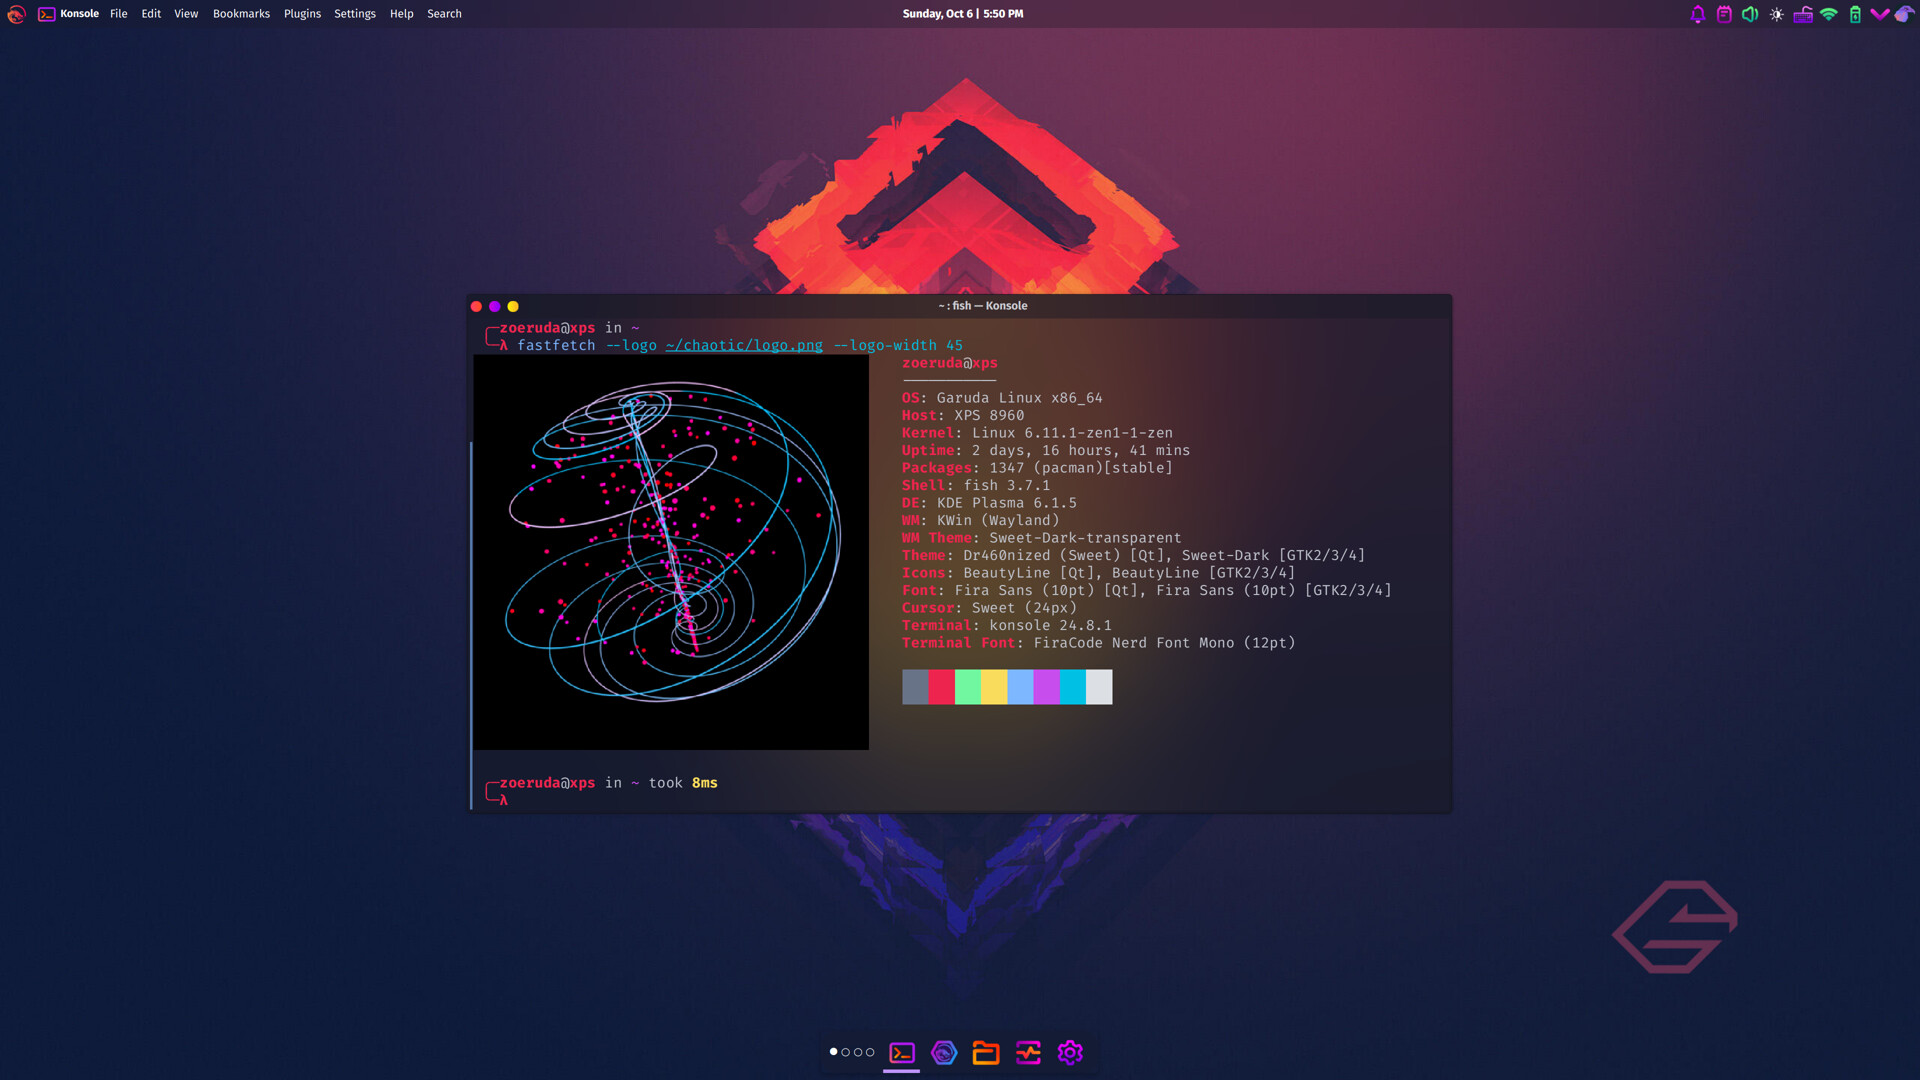 Konsole File Edit View Bookmarks Plugins Settings Help Search
Sunday, Oct 6 | 5:50 PM
~ : fish — Konsole
zoeruda@xps in ~
λ fastfetch --logo ~/chaotic/logo.png --logo-width 45
zoeruda@xps
-----------
OS: Garuda Linux x86_64
Host: XPS 8960
Kernel: Linux 6.11.1-zen1-1-zen
Uptime: 2 days, 16 hours, 41 mins
Packages: 1347 (pacman)[stable]
Shell: fish 3.7.1
DE: KDE Plasma 6.1.5
WM: KWin (Wayland)
WM Theme: Sweet-Dark-transparent
Theme: Dr460nized (Sweet) [Qt], Sweet-Dark [GTK2/3/4]
Icons: BeautyLine [Qt], BeautyLine [GTK2/3/4]
Font: Fira Sans (10pt) [Qt], Fira Sans (10pt) [GTK2/3/4]
Cursor: Sweet (24px)
Terminal: konsole 24.8.1
Terminal Font: FiraCode Nerd Font Mono (12pt)
zoeruda@xps in ~ took 8ms
λ